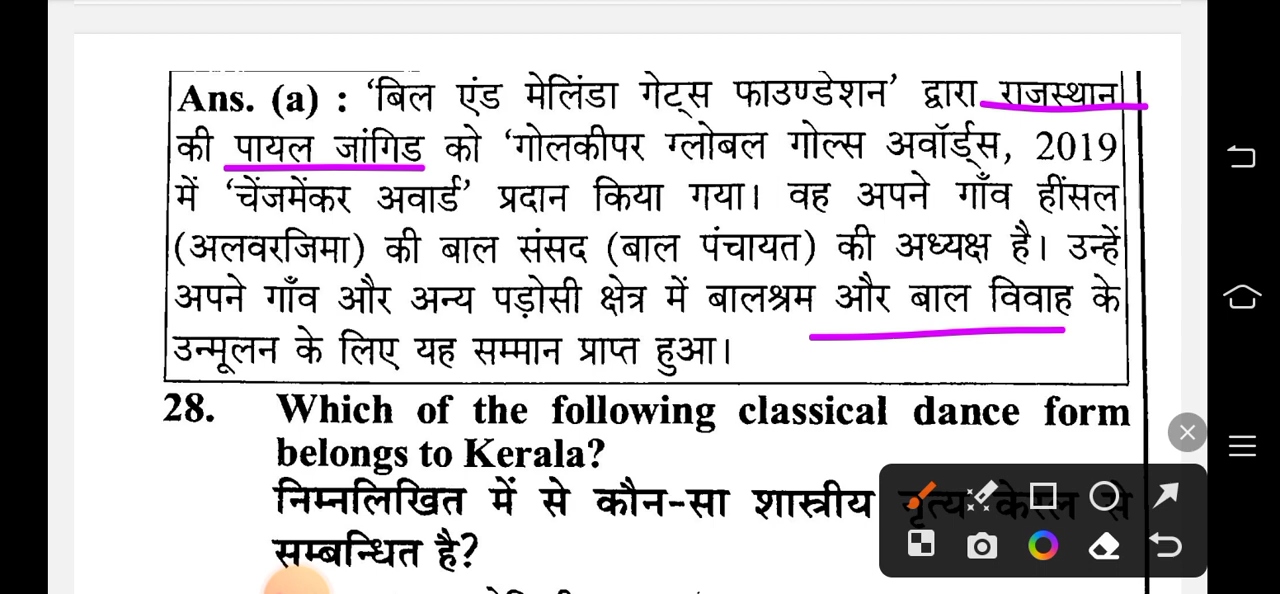 Ans. (a) : ‘बिल एंड मेलिंडा गेट्स फाउण्डेशन’ द्वारा राजस्थान
की पायल जांगिड को ‘गोलकीपर ग्लोबल गोल्स अवॉर्ड्स, 2019
में ‘चेंजमेंकर अवार्ड’ प्रदान किया गया। वह अपने गाँव हींसल
(अलवरजिमा) की बाल संसद (बाल पंचायत) की अध्यक्ष है। उन्हें
अपने गाँव और अन्य पड़ोसी क्षेत्र में बालश्रम और बाल विवाह के
उन्मूलन के लिए यह सम्मान प्राप्त हुआ।
28. Which of the following classical dance form
belongs to Kerala?
निम्नलिखित में से कौन-सा शास्त्रीय नृत्य केरल से
सम्बन्धित है?